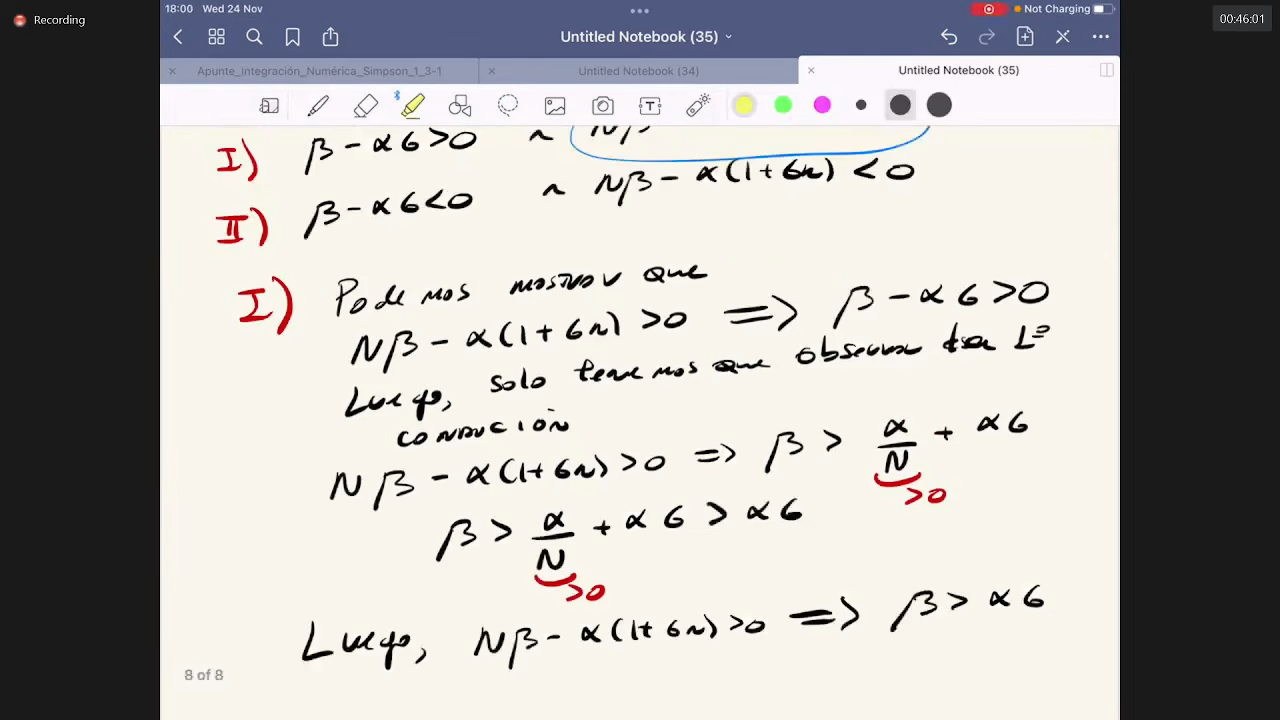 Recording
18:00 Wed 24 Nov
Not Charging
00:46:01
Untitled Notebook (35)
Apunte_Integración_Numérica_Simpson_1_3-1
Untitled Notebook (34)
Untitled Notebook (35)
I) β - α6 > 0 ~ Nβ
II) β - α6 < 0 ~ Nβ - α(1 + 6N) < 0
I) Podemos mostrar que
Nβ - α(1 + 6N) > 0 ⟹ β - α6 > 0
Luego, solo tenemos que observar
condición
Nβ - α(1 + 6N) > 0 => β > α/N + α6
>0
β > α/N + α6 > α6
>0
Luego, Nβ - α(1 + 6N) > 0 ⟹ β > α6
8 of 8